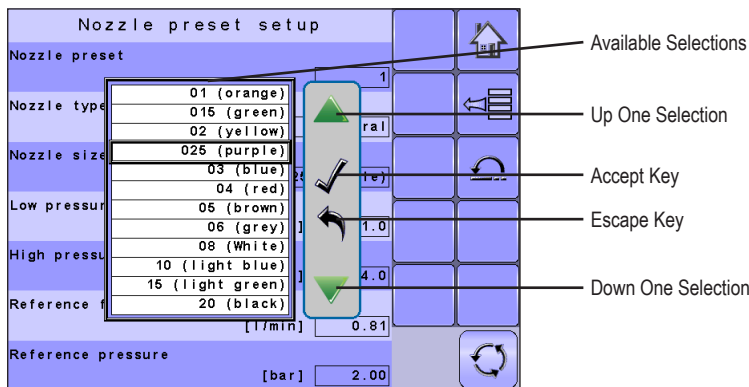 Nozzle preset setup
Nozzle preset
1
Nozzle type
ral
Nozzle size
25
le)
Low pressur
]
1.0
High pressu
]
4.0
Reference f
[l/min]
0.81
Reference pressure
[bar]
2.00
01 (orange)
015 (green)
02 (yellow)
025 (purple)
03 (blue)
04 (red)
05 (brown)
06 (grey)
08 (White)
10 (light blue)
15 (light green)
20 (black)
Available Selections
Up One Selection
Accept Key
Escape Key
Down One Selection